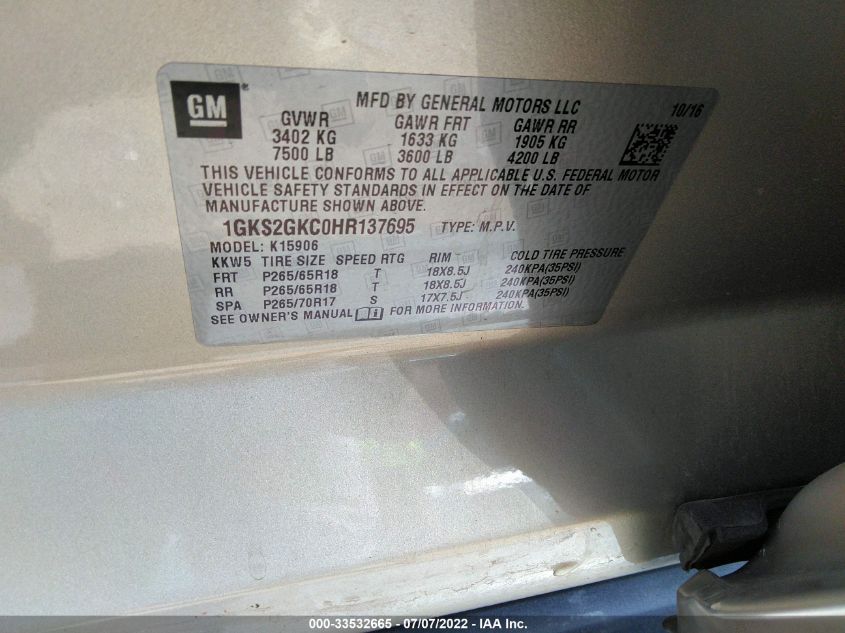 GM
MFD BY GENERAL MOTORS LLC
10/16
GVWR GAWR FRT GAWR RR
3402 KG 1633 KG 1905 KG
7500 LB 3600 LB 4200 LB
THIS VEHICLE CONFORMS TO ALL APPLICABLE U.S. FEDERAL MOTOR
VEHICLE SAFETY STANDARDS IN EFFECT ON THE DATE OF
MANUFACTURE SHOWN ABOVE.
1GKS2GKC0HR137695 TYPE: M.P.V.
MODEL: K15906
KKW5 TIRE SIZE SPEED RTG RIM COLD TIRE PRESSURE
FRT P265/65R18 T 18X8.5J 240KPA(35PSI)
RR P265/65R18 T 18X8.5J 240KPA(35PSI)
SPA P265/70R17 S 17X7.5J 240KPA(35PSI)
SEE OWNER'S MANUAL FOR MORE INFORMATION.
000-33532665 - 07/07/2022 - IAA Inc.